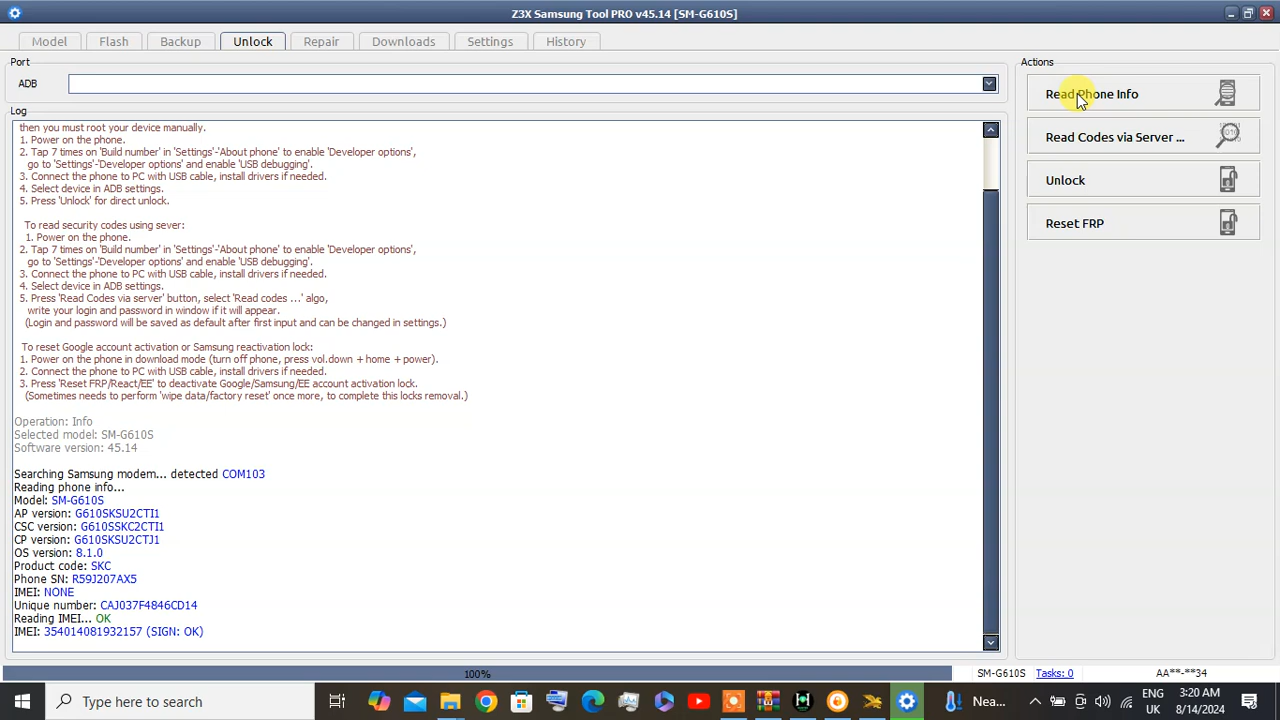 Z3X Samsung Tool PRO v45.14 [SM-G610S]
Model
Flash
Backup
Unlock
Repair
Downloads
Settings
History
Port
ADB
Log
then you must root your device manually.
1. Power on the phone.
2. Tap 7 times on 'Build number' in 'Settings'-'About phone' to enable 'Developer options',
go to 'Settings'-'Developer options' and enable 'USB debugging'.
3. Connect the phone to PC with USB cable, install drivers if needed.
4. Select device in ADB settings.
5. Press 'Unlock' for direct unlock.
To read security codes using sever:
1. Power on the phone.
2. Tap 7 times on 'Build number' in 'Settings'-'About phone' to enable 'Developer options',
go to 'Settings'-'Developer options' and enable 'USB debugging'.
3. Connect the phone to PC with USB cable, install drivers if needed.
4. Select device in ADB settings.
5. Press 'Read Codes via server' button, select 'Read codes ...' algo,
write your login and password in window if it will appear.
(Login and password will be saved as default after first input and can be changed in settings.)
To reset Google account activation or Samsung reactivation lock:
1. Power on the phone in download mode (turn off phone, press vol.down + home + power).
2. Connect the phone to PC with USB cable, install drivers if needed.
3. Press 'Reset FRP/React/EE' to deactivate Google/Samsung/EE account activation lock.
(Sometimes needs to perform 'wipe data/factory reset' once more, to complete this locks removal.)
Operation: Info
Selected model: SM-G610S
Software version: 45.14
Searching Samsung modem... detected COM103
Reading phone info...
Model: SM-G610S
AP version: G610SKSU2CTI1
CSC version: G610SSKC2CTI1
CP version: G610SKSU2CTJ1
OS version: 8.1.0
Product code: SKC
Phone SN: R59J207AX5
IMEI: NONE
Unique number: CAJ037F4846CD14
Reading IMEI... OK
IMEI: 354014081932157 (SIGN: OK)
Actions
Read Phone Info
Read Codes via Server ...
Unlock
Reset FRP
100%
SM-G610S
Tasks: 0
AA**-**34
Type here to search
Nea...
ENG
UK
3:20 AM
8/14/2024